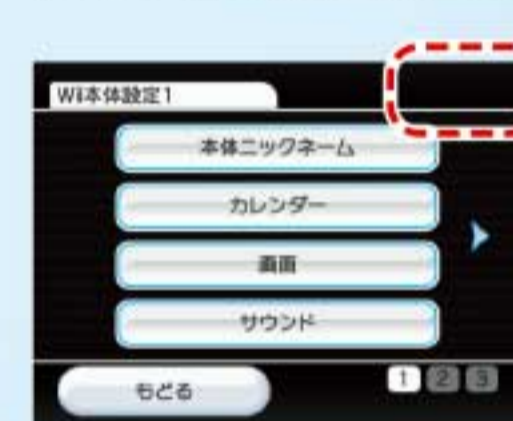 Wii本体設定1
本体ニックネーム
カレンダー
画面
サウンド
もどる
1 2 3